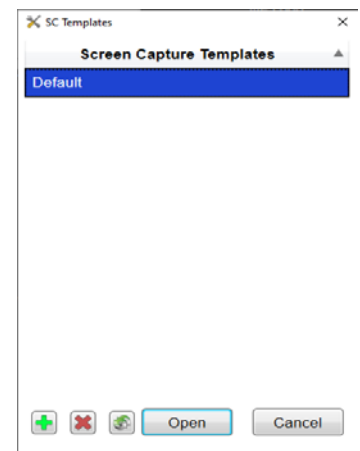 SC Templates
Screen Capture Templates
Default
Open
Cancel